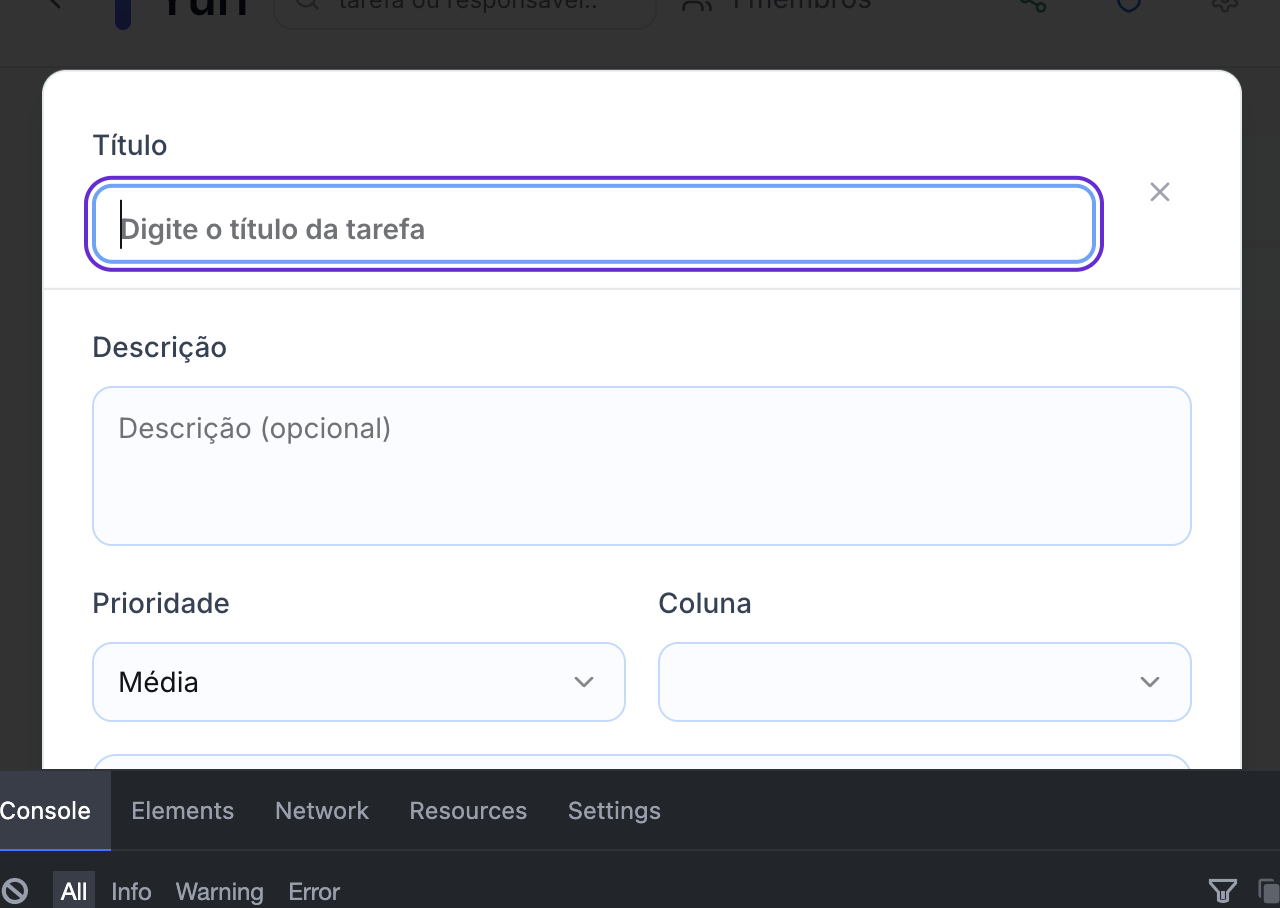 Yuri
tarefa ou responsável..
1 membros
Título
Digite o título da tarefa
Descrição
Descrição (opcional)
Prioridade
Coluna
Média
Console Elements Network Resources Settings
All Info Warning Error